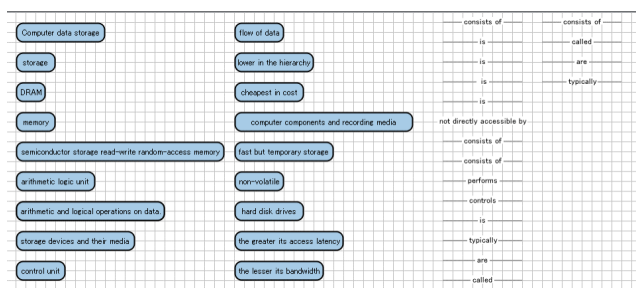 Computer data storage
storage
DRAM
memory
semiconductor storage read-write random-access memory
arithmetic logic unit
arithmetic and logical operations on data.
storage devices and their media
control unit
flow of data
lower in the hierarchy
cheapest in cost
computer components and recording media
fast but temporary storage
non-volatile
hard disk drives
the greater its access latency
the lesser its bandwidth
consists of
is
is
is
is
not directly accessible by
consists of
consists of
performs
controls
is
typically
are
called
consists of
called
are
typically